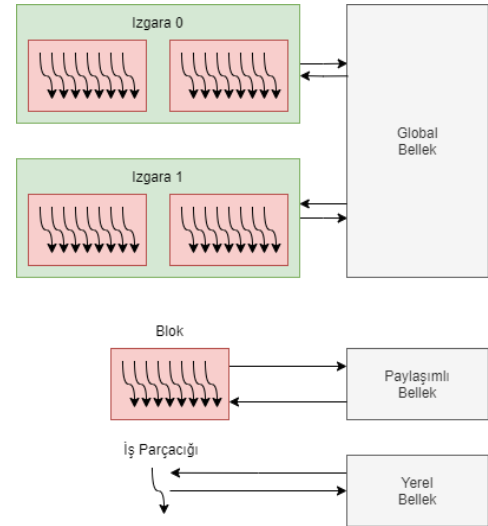 Izgara 0
Global
Bellek
Izgara 1
Blok
Paylaşımlı
Bellek
İş Parçacığı
Yerel
Bellek